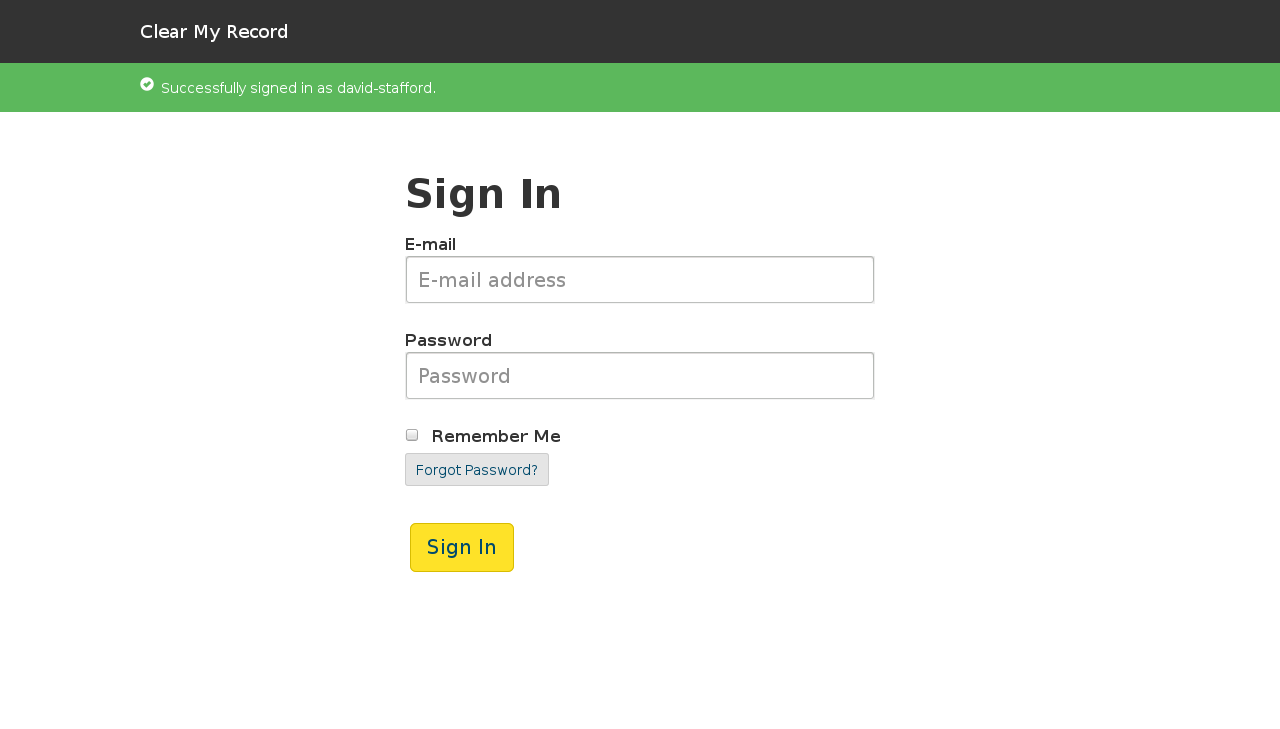 Clear My Record
Successfully signed in as david-stafford.
Sign In
E-mail
E-mail address
Password
Password
Remember Me
Forgot Password?
Sign In